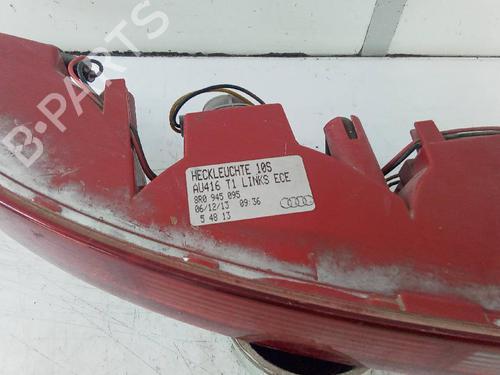 B-PARTS
HECKLEUCHTE 10S
AU416 T1 LINKS ECE
8R0 945 095
06/12/13 09:36
5 48 13